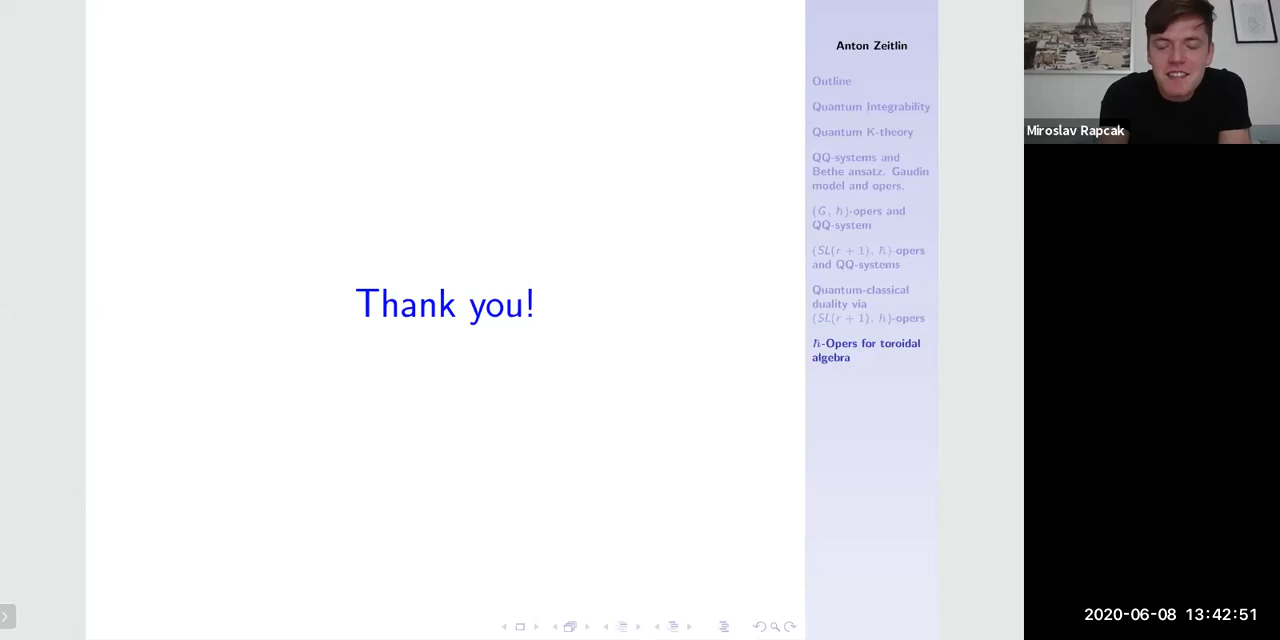 Thank you!
Anton Zeitlin
Outline
Quantum Integrability
Quantum K-theory
QQ-systems and
Bethe ansatz. Gaudin
model and opers.
(G, ħ)-opers and
QQ-system
(SL(r + 1), ħ)-opers
and QQ-systems
Quantum-classical
duality via
(SL(r + 1), ħ)-opers
ħ-Opers for toroidal
algebra
Miroslav Rapcak
2020-06-08 13:42:51